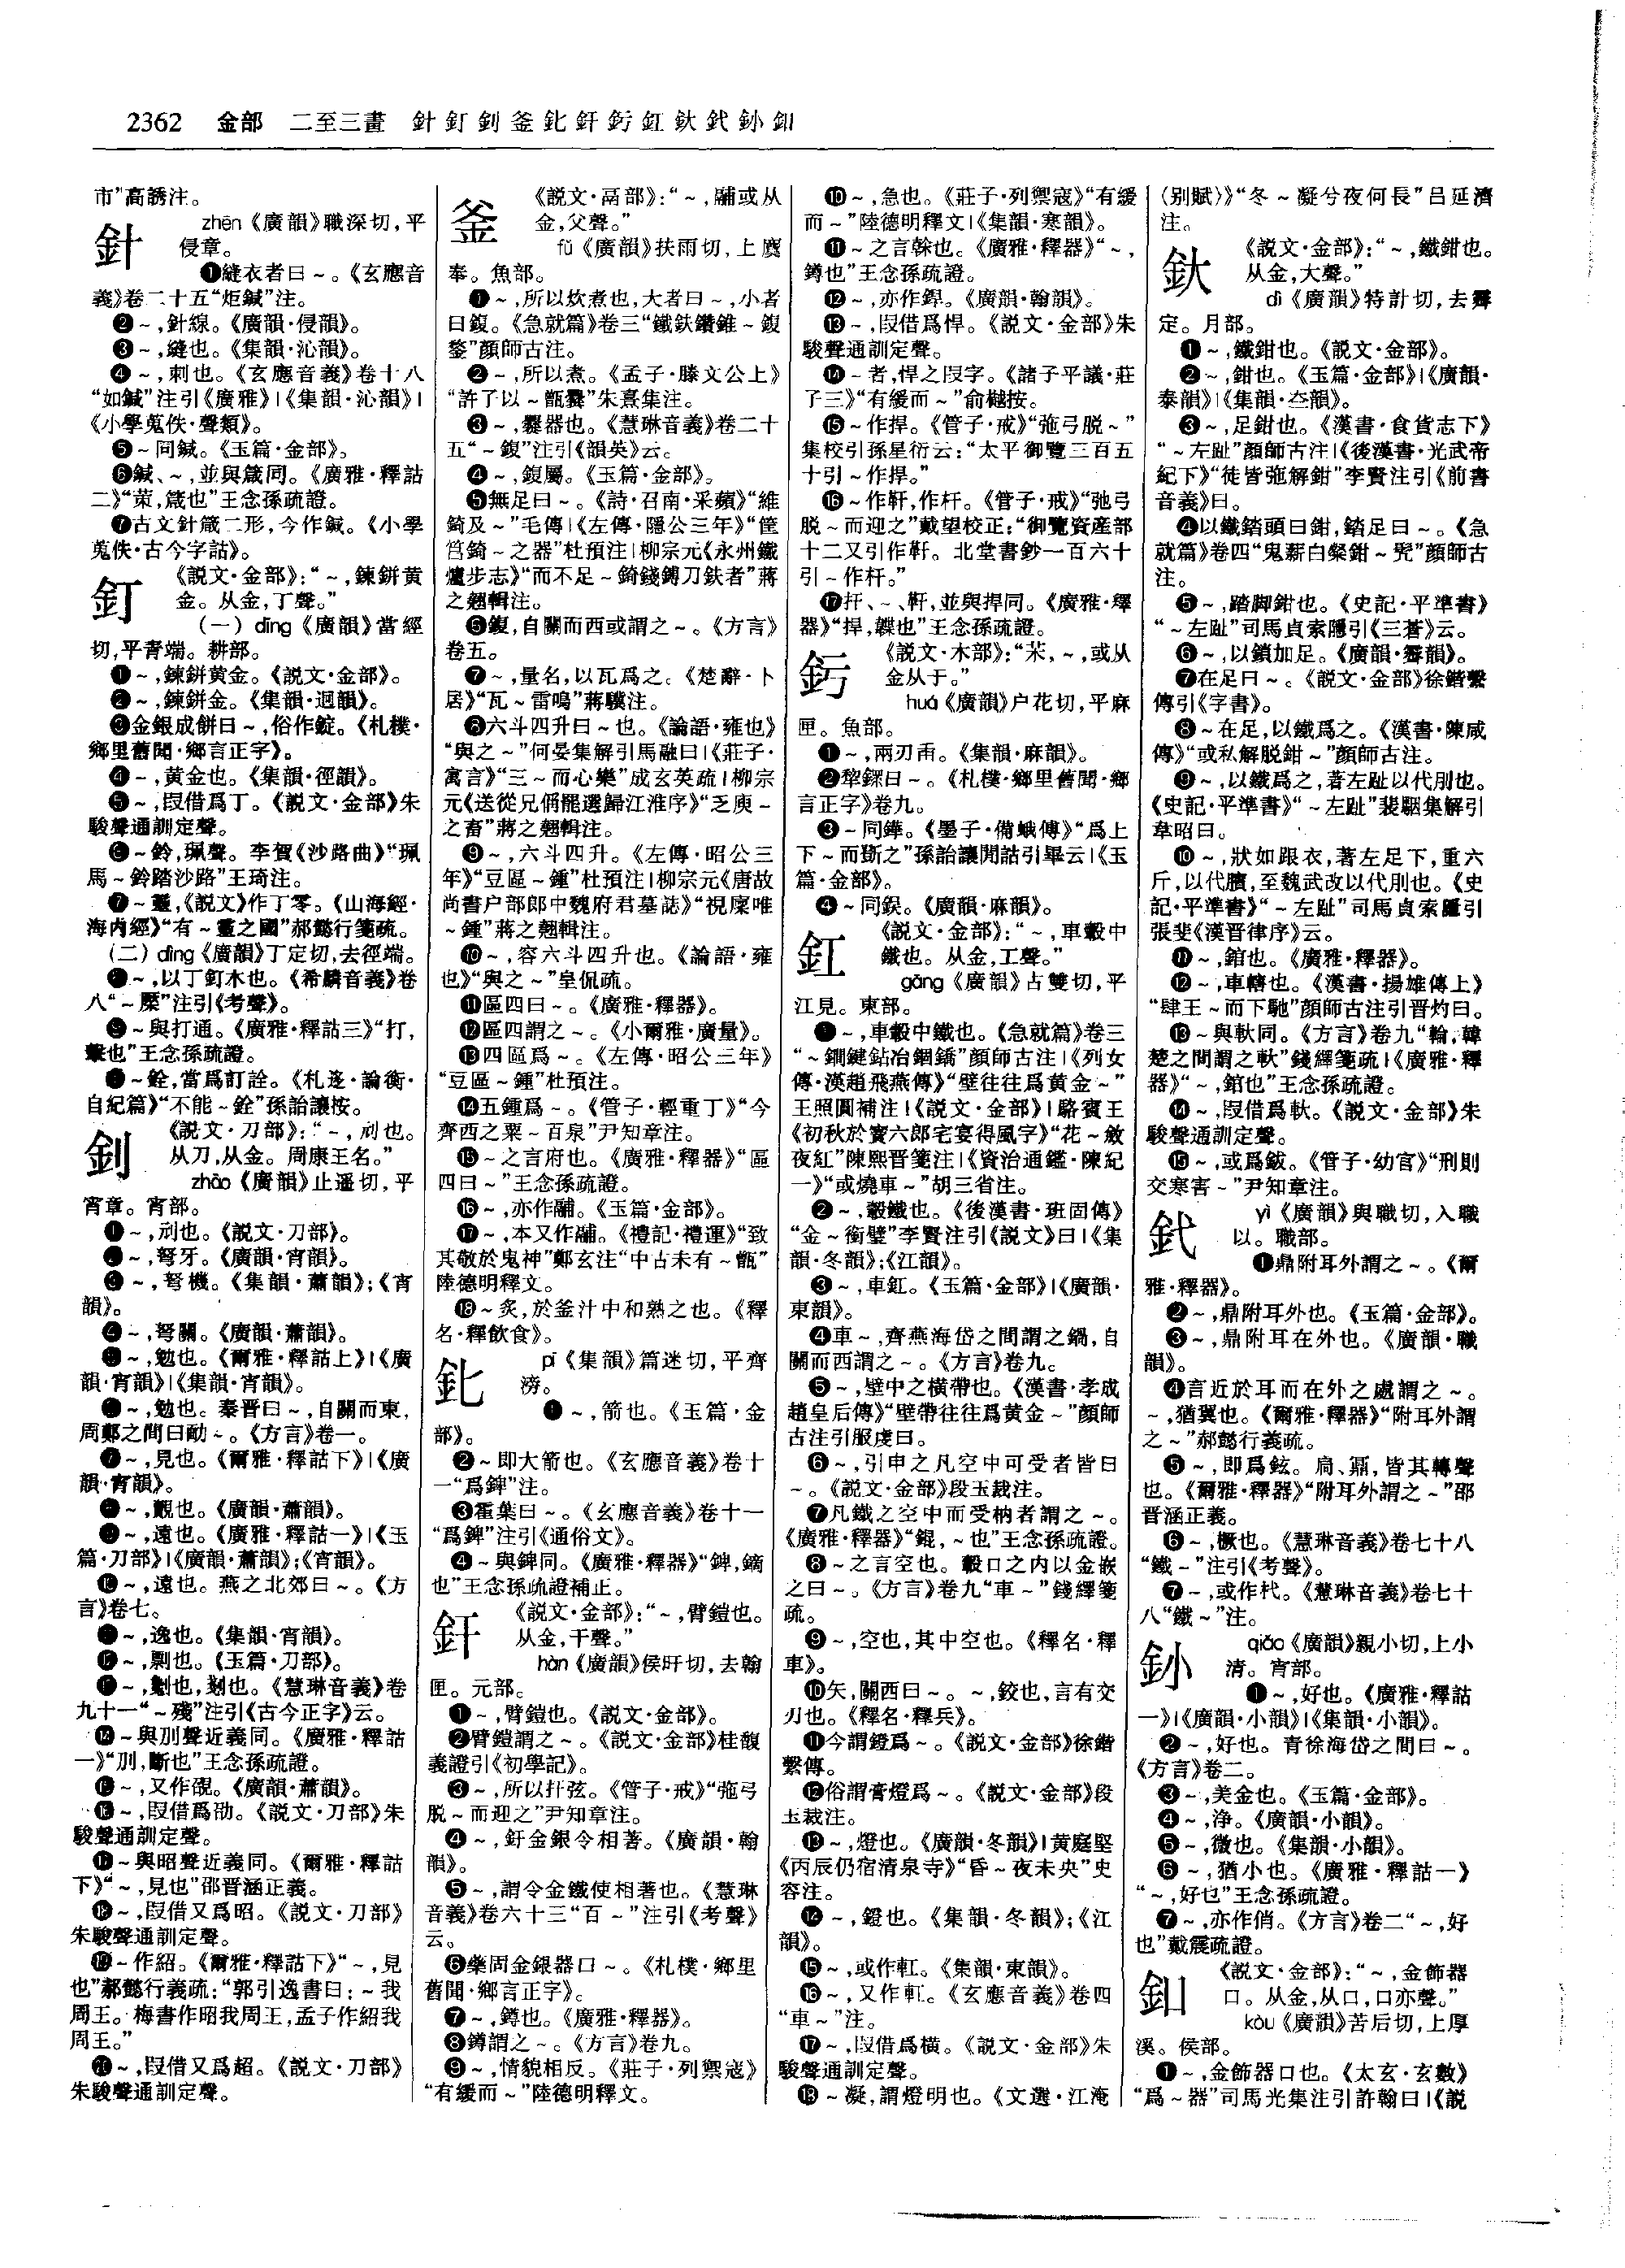 2362　金部　二至三畫　針釘釗釜釓釬釫釭釱釴釥釦
市”高誘注。
針
zhēn《廣韻》職深切，平
侵章。
❶縫衣者曰～。《玄應音
義》卷二十五“炬鍼”注。
❷～，針線。《廣韻·侵韻》。
❸～，縫也。《集韻·沁韻》。
❹～，刺也。《玄應音義》卷十八
“如鍼”注引《廣雅》|《集韻·沁韻》|
《小學蒐佚·聲類》。
❺～同鍼。《玉篇·金部》。
❻鍼、～，並與箴同。《廣雅·釋詁
二》“茦，箴也”王念孫疏證。
❼古文針箴二形，今作鍼。《小學
蒐佚·古今字詁》。
釘
《説文·金部》：“～，鍊鉼黄
金。从金，丁聲。”
（一）dīng《廣韻》當經
切，平青端。耕部。
❶～，鍊鉼黄金。《説文·金部》。
❷～，鍊鉼金。《集韻·迥韻》。
❸金銀成餅曰～，俗作錠。《札樸·
鄉里舊聞·鄉言正字》。
❹～，黄金也。《集韻·徑韻》。
❺～，叚借爲丁。《説文·金部》朱
駿聲通訓定聲。
❻～鈴，珮聲。李賀《沙路曲》“珮
馬～鈴踏沙路”王琦注。
❼～靈，《説文》作丁零。《山海經·
海内經》“有～靈之國”郝懿行箋疏。
（二）dìng《廣韻》丁定切，去徑端。
❽～，以丁釘木也。《希麟音義》卷
八“～橛”注引《考聲》。
❾～與打通。《廣雅·釋詁三》“打，
擊也”王念孫疏證。
❿～銓，當爲訂詮。《札迻·論衡·
自紀篇》“不能～銓”孫詒讓按。
釗
《説文·刀部》：“～，刓也。
从刀，从金。周康王名。”
zhāo《廣韻》止遥切，平
宵章。宵部。
❶～，刓也。《説文·刀部》。
❷～，弩牙。《廣韻·宵韻》。
❸～，弩機。《集韻·蕭韻》；《宵
韻》。
❹～，弩關。《廣韻·蕭韻》。
❺～，勉也。《爾雅·釋詁上》|《廣
韻·宵韻》|《集韻·宵韻》。
❻～，勉也。秦晉曰～，自關而東，
周鄭之間曰勔～。《方言》卷一。
❼～，見也。《爾雅·釋詁下》|《廣
韻·宵韻》。
❽～，覿也。《廣韻·蕭韻》。
❾～，遠也。《廣雅·釋詁一》|《玉
篇·刀部》|《廣韻·蕭韻》；《宵韻》。
❿～，遠也。燕之北郊曰～。《方
言》卷七。
⓫～，逸也。《集韻·宵韻》。
⓬～，剽也。《玉篇·刀部》。
⓭～，剿也，剗也。《慧琳音義》卷
九十一“～殘”注引《古今正字》云。
⓮～與刖聲近義同。《廣雅·釋詁
一》“刖，斷也”王念孫疏證。
⓯～，又作覞。《廣韻·蕭韻》。
⓰～，叚借爲劭。《説文·刀部》朱
駿聲通訓定聲。
⓱～與昭聲近義同。《爾雅·釋詁
下》“～，見也”邵晉涵正義。
⓲～，叚借又爲昭。《説文·刀部》
朱駿聲通訓定聲。
⓳～作紹。《爾雅·釋詁下》“～，見
也”郝懿行義疏：“郭引逸書曰：～我
周王。梅書作昭我周王，孟子作紹我
周王。”
⓴～，叚借又爲超。《説文·刀部》
朱駿聲通訓定聲。
釜
《説文·鬲部》：“～，鬴或从
金，父聲。”
fǔ《廣韻》扶雨切，上麌
奉。魚部。
❶～，所以炊煮也，大者曰～，小者
曰鍑。《急就篇》卷三“鐵鈇鑽錐～鍑
鍪”顔師古注。
❷～，所以煮。《孟子·滕文公上》
“許子以～甑爨”朱熹集注。
❸～，爨器也。《慧琳音義》卷二十
五“～鍑”注引《韻英》云。
❹～，鍑屬。《玉篇·金部》。
❺無足曰～。《詩·召南·采蘋》“維
錡及～”毛傳|《左傳·隱公三年》“筐
筥錡～之器”杜預注|柳宗元《永州鐵
爐步志》“而不足～錡錢鎛刀鈇者”蔣
之翹輯注。
❻鍑，自關而西或謂之～。《方言》
卷五。
❼～，量名，以瓦爲之。《楚辭·卜
居》“瓦～雷鳴”蔣驥注。
❽六斗四升曰～也。《論語·雍也》
“與之～”何晏集解引馬融曰|《莊子·
寓言》“三～而心樂”成玄英疏|柳宗
元《送從兄偁罷選歸江淮序》“乏庾～
之畜”蔣之翹輯注。
❾～，六斗四升。《左傳·昭公三
年》“豆區～鍾”杜預注|柳宗元《唐故
尚書户部郎中魏府君墓誌》“視廩唯
～鍾”蔣之翹輯注。
❿～，容六斗四升也。《論語·雍
也》“與之～”皇侃疏。
⓫區四曰～。《廣雅·釋器》。
⓬區四謂之～。《小爾雅·廣量》。
⓭四區爲～。《左傳·昭公三年》
“豆區～鍾”杜預注。
⓮五鍾爲～。《管子·輕重丁》“今
齊西之粟～百泉”尹知章注。
⓯～之言府也。《廣雅·釋器》“區
四曰～”王念孫疏證。
⓰～，亦作鬴。《玉篇·金部》。
⓱～，本又作鬴。《禮記·禮運》“致
其敬於鬼神”鄭玄注“中古未有～甑”
陸德明釋文。
⓲～炙，於釜汁中和熟之也。《釋
名·釋飲食》。
pī《集韻》篇迷切，平齊
滂。
❶～，箭也。《玉篇·金
部》。
❷～即大箭也。《玄應音義》卷十
一“爲錍”注。
❸藿葉曰～。《玄應音義》卷十一
“爲錍”注引《通俗文》。
❹～與錍同。《廣雅·釋器》“錍，鏑
也”王念孫疏證補正。
釬
《説文·金部》：“～，臂鎧也。
从金，干聲。”
hàn《廣韻》侯旰切，去翰
匣。元部。
❶～，臂鎧也。《説文·金部》。
❷臂鎧謂之～。《説文·金部》桂馥
義證引《初學記》。
❸～，所以扞弦。《管子·戒》“弛弓
脱～而迎之”尹知章注。
❹～，釬金銀令相著。《廣韻·翰
韻》。
❺～，謂令金鐵使相著也。《慧琳
音義》卷六十三“百～”注引《考聲》
云。
❻藥固金銀器曰～。《札樸·鄉里
舊聞·鄉言正字》。
❼～，鐏也。《廣雅·釋器》。
❽鐏謂之～。《方言》卷九。
❾～，情貌相反。《莊子·列禦寇》
“有緩而～”陸德明釋文。
❿～，急也。《莊子·列禦寇》“有緩
而～”陸德明釋文|《集韻·寒韻》。
⓫～之言榦也。《廣雅·釋器》“～，
鐏也”王念孫疏證。
⓬～，亦作銲。《廣韻·翰韻》。
⓭～，叚借爲悍。《説文·金部》朱
駿聲通訓定聲。
⓮～者，悍之叚字。《諸子平議·莊
子三》“有緩而～”俞樾按。
⓯～作捍。《管子·戒》“弛弓脱～”
集校引孫星衍云：“太平御覽三百五
十引～作捍。”
⓰～作靬，作杆。《管子·戒》“弛弓
脱～而迎之”戴望校正：“御覽資産部
十二又引作靬。北堂書鈔一百六十
引～作杆。”
⓱扞、～、靬，並與捍同。《廣雅·釋
器》“捍，韘也”王念孫疏證。
釫
《説文·木部》：“茉，～，或从
金从于。”
huá《廣韻》户花切，平麻
匣。魚部。
❶～，兩刃臿。《集韻·麻韻》。
❷犂錁曰～。《札樸·鄉里舊聞·鄉
言正字》卷九。
❸～同鏵。《墨子·備蛾傅》“爲上
下～而斲之”孫詒讓閒詁引畢云|《玉
篇·金部》。
❹～同鋘。《廣韻·麻韻》。
釭
《説文·金部》：“～，車轂中
鐵也。从金，工聲。”
gāng《廣韻》古雙切，平
江見。東部。
❶～，車轂中鐵也。《急就篇》卷三
“～鐗鍵鉆冶錮鐈”顔師古注|《列女
傳·漢趙飛燕傳》“壁往往爲黄金～”
王照圓補注|《説文·金部》|駱賓王
《初秋於竇六郎宅宴得風字》“花～斂
夜紅”陳熙晉箋注|《資治通鑑·陳紀
一》“或燒車～”胡三省注。
❷～，轂鐵也。《後漢書·班固傳》
“金～銜璧”李賢注引《説文》曰|《集
韻·冬韻》；《江韻》。
❸～，車釭。《玉篇·金部》|《廣韻·
東韻》。
❹車～，齊燕海岱之間謂之鍋，自
關而西謂之～。《方言》卷九。
❺～，壁中之横帶也。《漢書·孝成
趙皇后傳》“壁帶往往爲黄金～”顔師
古注引服虔曰。
❻～，引申之凡空中可受者皆曰
～。《説文·金部》段玉裁注。
❼凡鐵之空中而受枘者謂之～。
《廣雅·釋器》“錕，～也”王念孫疏證。
❽～之言空也。轂口之内以金嵌
之曰～。《方言》卷九“車～”錢繹箋
疏。
❾～，空也，其中空也。《釋名·釋
車》。
❿矢，關西曰～。～，鉸也，言有交
刃也。《釋名·釋兵》。
⓫今謂鐙爲～。《説文·金部》徐鍇
繫傳。
⓬俗謂膏燈爲～。《説文·金部》段
玉裁注。
⓭～，燈也。《廣韻·冬韻》|黄庭堅
《丙辰仍宿清泉寺》“昏～夜未央”史
容注。
⓮～，鐙也。《集韻·冬韻》；《江
韻》。
⓯～，或作軖。《集韻·東韻》。
⓰～，又作軖。《玄應音義》卷四
“車～”注。
⓱～，叚借爲横。《説文·金部》朱
駿聲通訓定聲。
⓲～凝，謂燈明也。《文選·江淹
〈别賦〉》“冬～凝兮夜何長”吕延濟
注。
釱
《説文·金部》：“～，鐵鉗也。
从金，大聲。”
dì《廣韻》特計切，去霽
定。月部。
❶～，鐵鉗也。《説文·金部》。
❷～，鉗也。《玉篇·金部》|《廣韻·
泰韻》|《集韻·夳韻》。
❸～，足鉗也。《漢書·食貨志下》
“～左趾”顔師古注|《後漢書·光武帝
紀下》“徒皆弛解鉗”李賢注引《前書
音義》曰。
❹以鐵錔頭曰鉗，錔足曰～。《急
就篇》卷四“鬼薪白粲鉗～髡”顔師古
注。
❺～，踏脚鉗也。《史記·平準書》
“～左趾”司馬貞索隱引《三蒼》云。
❻～，以鎖加足。《廣韻·霽韻》。
❼在足曰～。《説文·金部》徐鍇繫
傳引《字書》。
❽～在足，以鐵爲之。《漢書·陳咸
傳》“或私解脱鉗～”顔師古注。
❾～，以鐵爲之，著左趾以代刖也。
《史記·平準書》“～左趾”裴駰集解引
韋昭曰。
❿～，狀如跟衣，著左足下，重六
斤，以代臏，至魏武改以代刖也。《史
記·平準書》“～左趾”司馬貞索隱引
張斐《漢晋律序》云。
⓫～，錧也。《廣雅·釋器》。
⓬～，車轄也。《漢書·揚雄傳上》
“肆玉～而下馳”顔師古注引晋灼曰。
⓭～與軑同。《方言》卷九“輪，韓
楚之間謂之軑”錢繹箋疏|《廣雅·釋
器》“～，錧也”王念孫疏證。
⓮～，叚借爲軑。《説文·金部》朱
駿聲通訓定聲。
⓯～，或爲鈸。《管子·幼官》“刑則
交寒害～”尹知章注。
釴
yì《廣韻》與職切，入職
以。職部。
❶鼎附耳外謂之～。《爾
雅·釋器》。
❷～，鼎附耳外也。《玉篇·金部》。
❸～，鼎附耳在外也。《廣韻·職
韻》。
❹言近於耳而在外之處謂之～。
～，猶翼也。《爾雅·釋器》“附耳外謂
之～”郝懿行義疏。
❺～，即爲鉉。扃、鼏，皆其轉聲
也。《爾雅·釋器》“附耳外謂之～”邵
晋涵正義。
❻～，橛也。《慧琳音義》卷七十八
“鐵～”注引《考聲》。
❼～，或作杙。《慧琳音義》卷七十
八“鐵～”注。
釥
qiǎo《廣韻》親小切，上小
清。宵部。
❶～，好也。《廣雅·釋詁
一》|《廣韻·小韻》|《集韻·小韻》。
❷～，好也。青徐海岱之間曰～。
《方言》卷二。
❸～，美金也。《玉篇·金部》。
❹～，净。《廣韻·小韻》。
❺～，微也。《集韻·小韻》。
❻～，猶小也。《廣雅·釋詁一》
“～，好也”王念孫疏證。
❼～，亦作俏。《方言》卷二“～，好
也”戴震疏證。
釦
《説文·金部》：“～，金飾器
口。从金，从口，口亦聲。”
kòu《廣韻》苦后切，上厚
溪。侯部。
❶～，金飾器口也。《太玄·玄數》
“爲～器”司馬光集注引許翰曰|《説